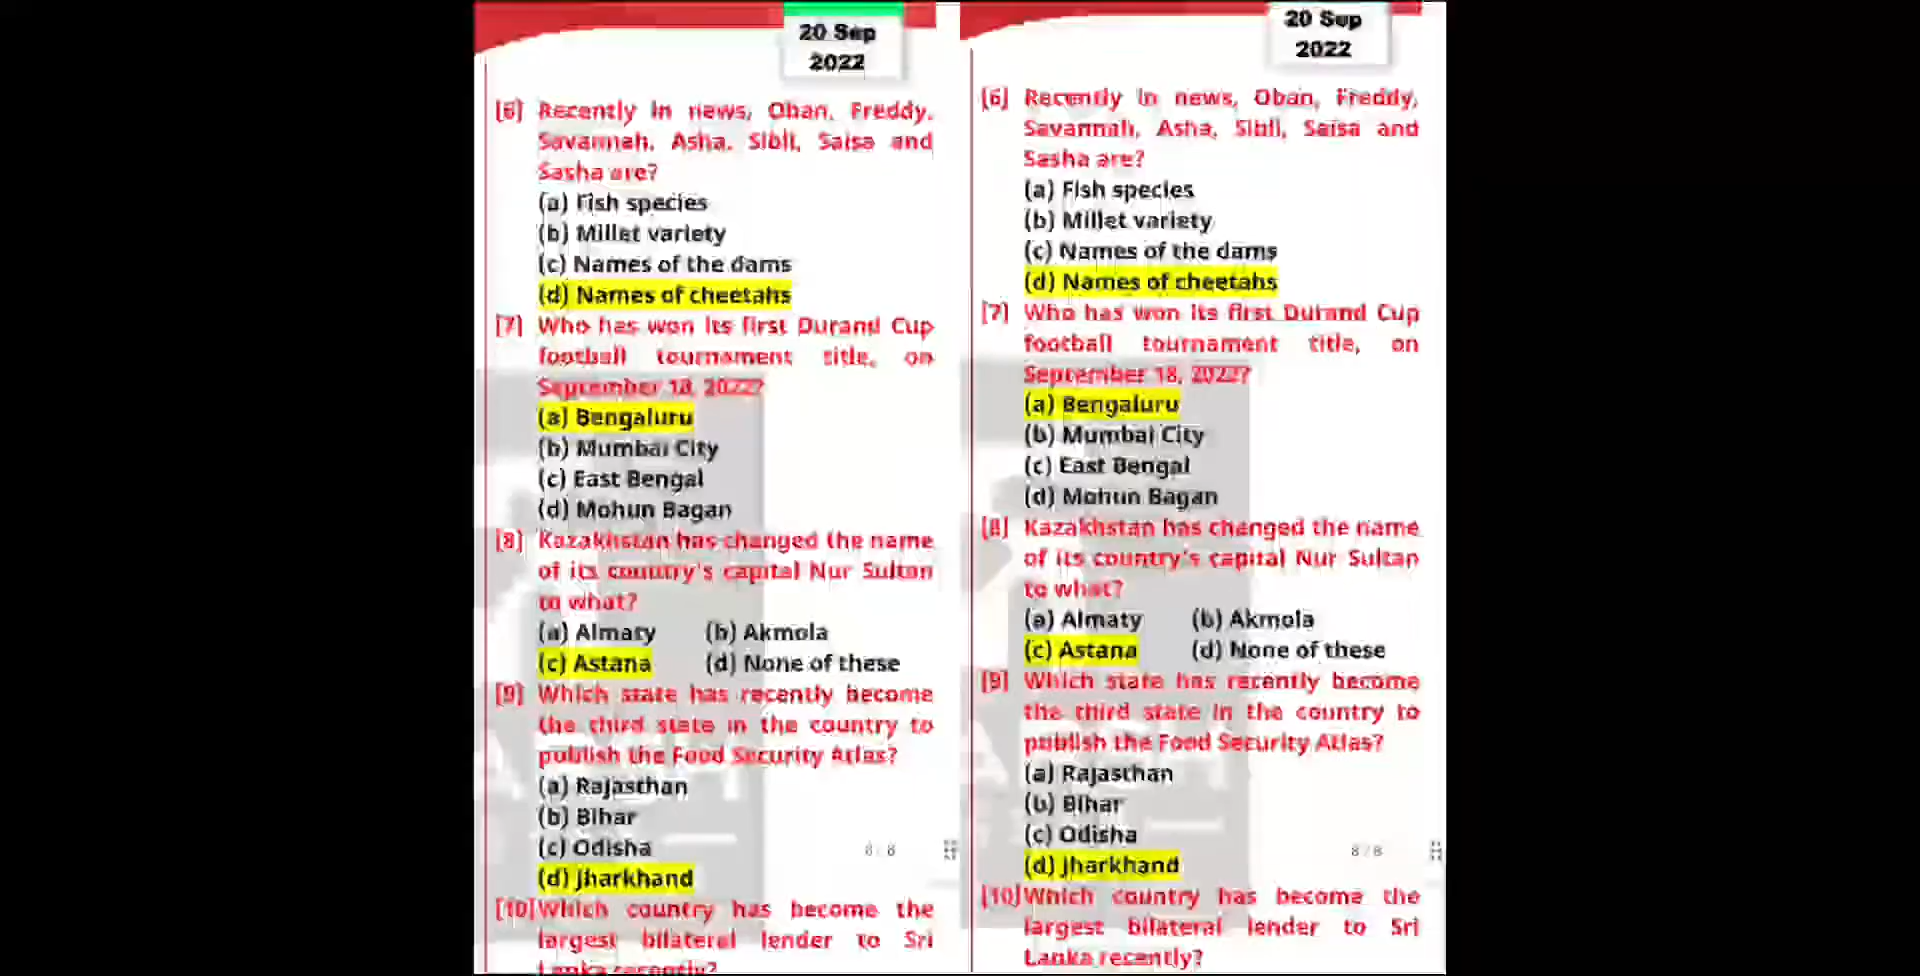 20 Sep
2022
[6] Recently in news, Oban, Freddy,
Savannah, Asha, Sibli, Saisa and
Sasha are?
(a) Fish species
(b) Millet variety
(c) Names of the dams
(d) Names of cheetahs
[7] Who has won its first Durand Cup
football tournament title, on
September 18, 2022?
(a) Bengaluru
(b) Mumbai City
(c) East Bengal
(d) Mohun Bagan
[8] Kazakhstan has changed the name
of its country's capital Nur Sultan
to what?
(a) Almaty (b) Akmola
(c) Astana (d) None of these
[9] Which state has recently become
the third state in the country to
publish the Food Security Atlas?
(a) Rajasthan
(b) Bihar
(c) Odisha
8 / 8
(d) Jharkhand
[10] Which country has become the
largest bilateral lender to Sri
Lanka recently?
20 Sep
2022
[6] Recently in news, Oban, Freddy,
Savannah, Asha, Sibli, Saisa and
Sasha are?
(a) Fish species
(b) Millet variety
(c) Names of the dams
(d) Names of cheetahs
[7] Who has won its first Durand Cup
football tournament title, on
September 18, 2022?
(a) Bengaluru
(b) Mumbai City
(c) East Bengal
(d) Mohun Bagan
[8] Kazakhstan has changed the name
of its country's capital Nur Sultan
to what?
(a) Almaty (b) Akmola
(c) Astana (d) None of these
[9] Which state has recently become
the third state in the country to
publish the Food Security Atlas?
(a) Rajasthan
(b) Bihar
(c) Odisha
8 / 8
(d) Jharkhand
[10] Which country has become the
largest bilateral lender to Sri
Lanka recently?